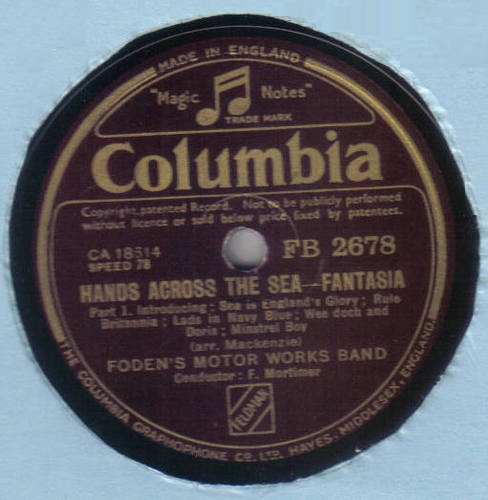 MADE IN ENGLAND
"Magic Notes"
TRADE MARK
Columbia
Copyright, patented Record. Not to be publicly performed
without licence or sold below price fixed by patentees.
CA 18514
FB 2678
SPEED 78
HANDS ACROSS THE SEA—FANTASIA
Part 1. Introducing : Sea is England's Glory ; Rule
Britannia ; Lads in Navy Blue ; Wee doch and
Doris ; Minstrel Boy
(arr. Mackenzie)
FODEN'S MOTOR WORKS BAND
Conductor : F. Mortimer
FELDMAN
THE COLUMBIA GRAPHOPHONE CO. LTD. HAYES, MIDDLESEX, ENGLAND.